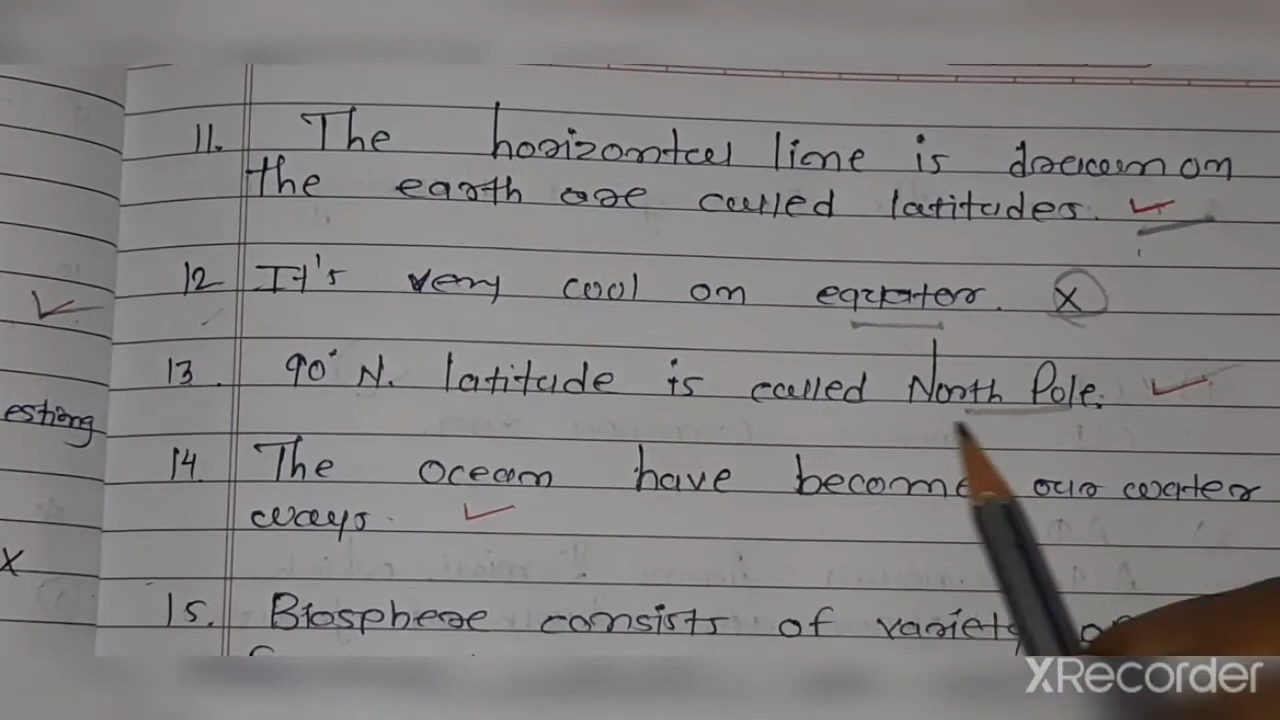 11. The horizontal line is drawn on
the earth are called latitudes. ✓
12 It's very cool on equator. X
13. 90° N. latitude is called North Pole. ✓
esting
14. The ocean have become our water
ways. ✓
X
15. Biosphere consists of variety
XRecorder